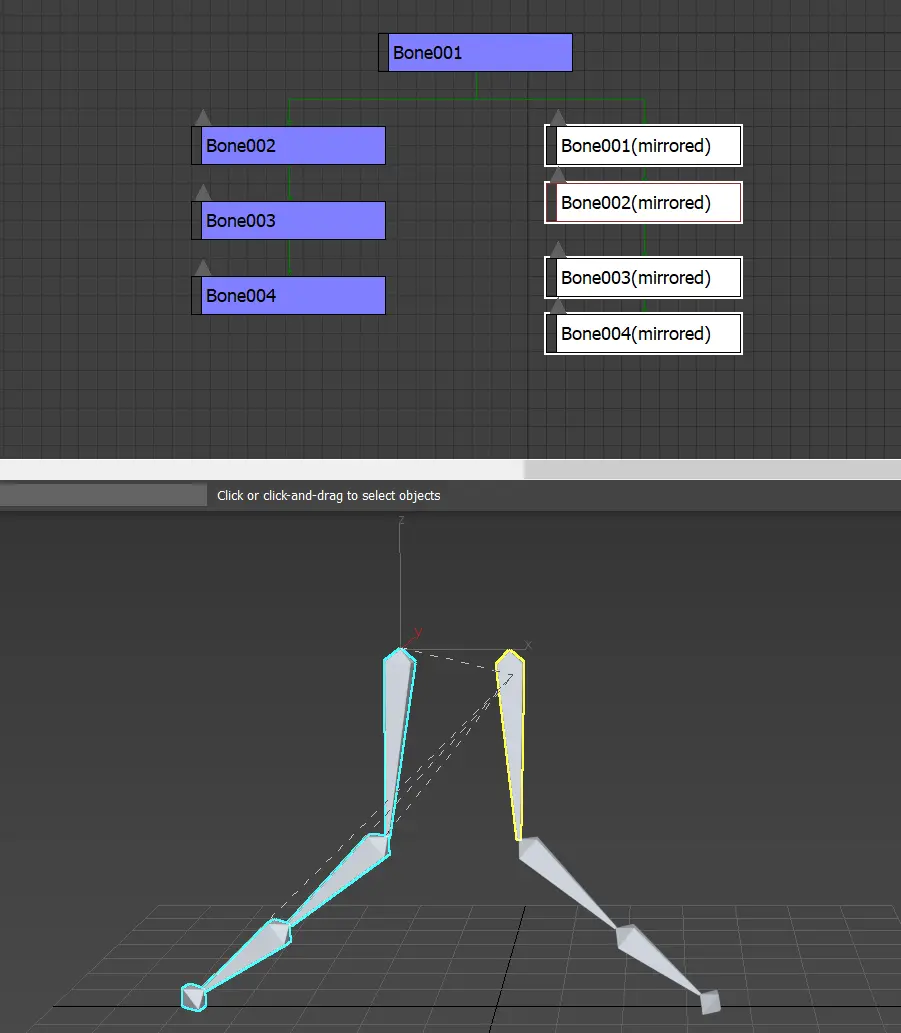 Bone001
Bone002
Bone001(mirrored)
Bone002(mirrored)
Bone003
Bone003(mirrored)
Bone004
Bone004(mirrored)
Click or click-and-drag to select objects
z
y
x